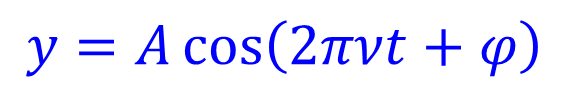 y = A cos(2πνt + φ)